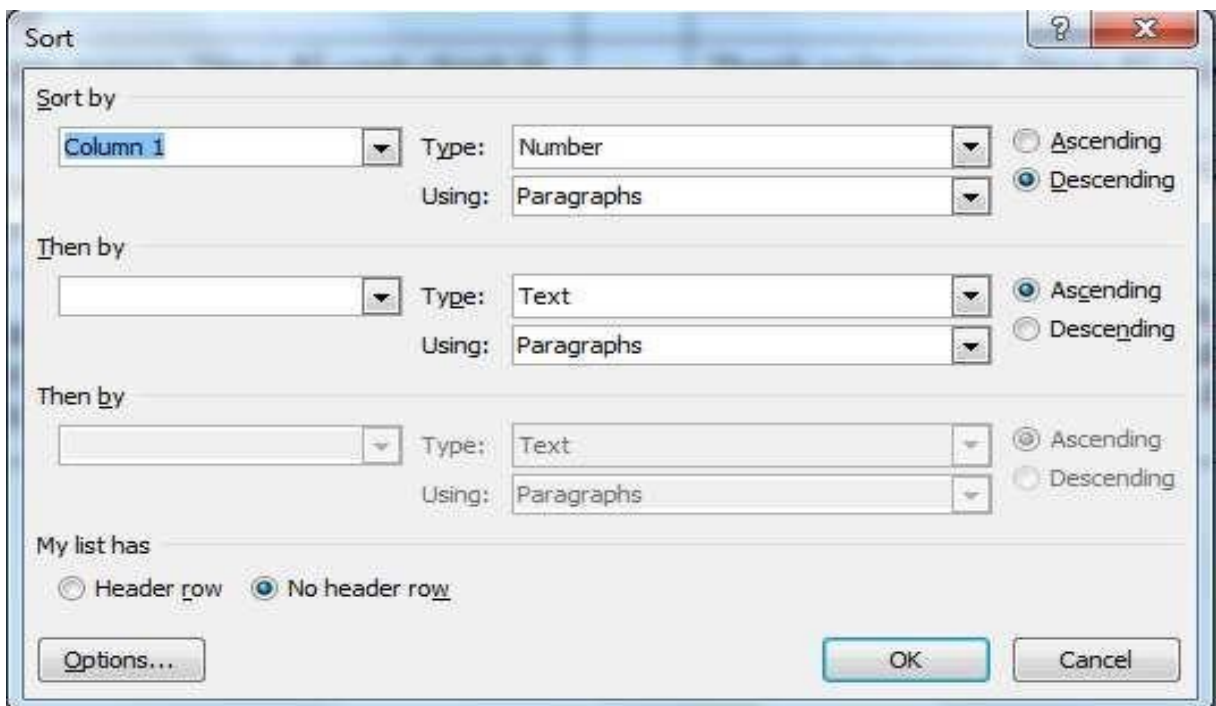 Sort
Sort by
Column 1 Type: Number Ascending
Using: Paragraphs Descending
Then by
Type: Text Ascending
Using: Paragraphs Descending
Then by
Type: Text Ascending
Using: Paragraphs Descending
My list has
Header row No header row
Options... OK Cancel